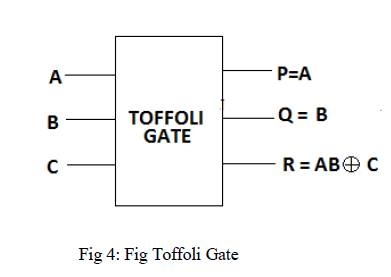 A
P=A
B
TOFFOLI
GATE
Q = B
C
R = AB⊕ C
Fig 4: Fig Toffoli Gate